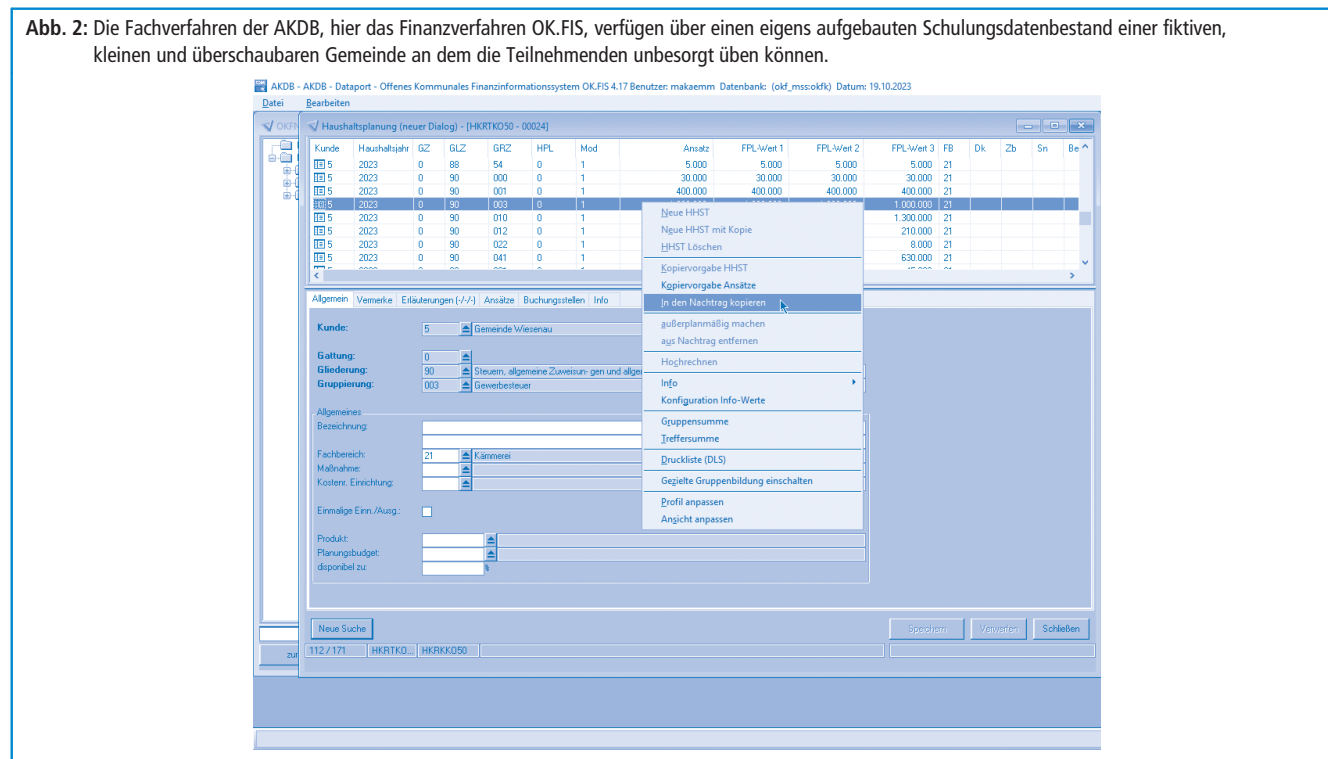 Abb. 2: Die Fachverfahren der AKDB, hier das Finanzverfahren OK.FIS, verfügen über einen eigens aufgebauten Schulungsdatenbestand einer fiktiven,
kleinen und überschaubaren Gemeinde an dem die Teilnehmenden unbesorgt üben können.
AKDB - AKDB - Dataport - Offenes Kommunales Finanzinformationssystem OK.FIS 4.17 Benutzer: makaemm Datenbank: (okf_mss:okfk) Datum: 19.10.2023
Datei Bearbeiten
Haushaltsplanung (neuer Dialog) - [HKRTKO50 - 00024]
Kunde Haushaltsjahr GZ GLZ GRZ HPL Mod Ansatz FPL-Wert 1 FPL-Wert 2 FPL-Wert 3 FB Dk Zb Sn Be
5 2023 0 88 54 0 1 5.000 5.000 5.000 5.000 21
5 2023 0 90 000 0 1 30.000 30.000 30.000 30.000 21
5 2023 0 90 001 0 1 400.000 400.000 400.000 400.000 21
5 2023 0 90 003 0 1 1.000.000 21
5 2023 0 90 010 0 1 1.300.000 21
5 2023 0 90 012 0 1 210.000 21
5 2023 0 90 022 0 1 8.000 21
5 2023 0 90 041 0 1 630.000 21
Neue HHST
Neue HHST mit Kopie
HHST Löschen
Kopiervorgabe HHST
Kopiervorgabe Ansätze
In den Nachtrag kopieren
außerplanmäßig machen
aus Nachtrag entfernen
Hochrechnen
Info
Konfiguration Info-Werte
Gruppensumme
Treffersumme
Druckliste (DLS)
Gezielte Gruppenbildung einschalten
Profil anpassen
Ansicht anpassen
Allgemein Vermerke Erläuterungen (-/-/-) Ansätze Buchungsstellen Info
Kunde: 5 Gemeinde Wiesenau
Gattung: 0
Gliederung: 90 Steuern, allgemeine Zuweisun- gen und allge
Gruppierung: 003 Gewerbesteuer
Allgemeines
Bezeichnung:
Fachbereich: 21 Kämmerei
Maßnahme:
Kostenr. Einrichtung:
Einmalige Einn./Ausg.:
Produkt:
Planungsbudget:
disponibel zu: %
Neue Suche Speichern Verwerfen Schließen
zur
112 / 171 HKRTKO... HKRKKO50